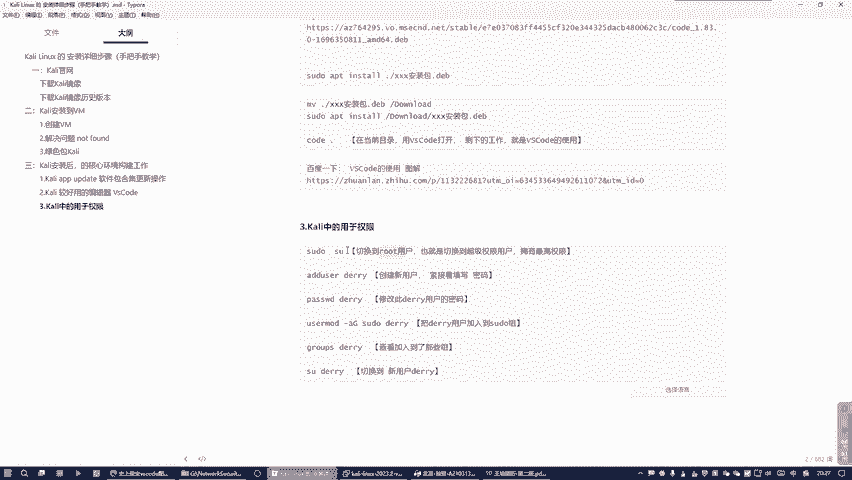 Kali Linux 的 安装详细步骤 (手把手教学) .md - Typora
文件(F) 编辑(E) 段落(P) 格式(O) 视图(V) 主题(T) 帮助(H)
文件
大纲
Kali Linux 的 安装详细步骤 (手把手教学)
一: Kali官网
下载Kali镜像
下载Kali镜像历史版本
二: Kali安装到VM
1.创建VM
2.解决问题 not found
3.绿色包Kali
三: Kali安装后,的核心环境构建工作
1.Kali app update 软件包合集更新操作
2.Kali 较好用的编辑器 VsCode
3.Kali中的用于权限
https://az764295.vo.msecnd.net/stable/e7e037083ff4455cf320e344325dacb480062c3c/code_1.83.
0-1696350811_amd64.deb
sudo apt install ./xxx安装包.deb
mv ./xxx安装包.deb /Download
sudo apt install /Download/xxx安装包.deb
code . 【在当前目录,用VsCode打开, 剩下的工作,就是VSCode的使用】
百度一下: VSCode的使用 图解
https://zhuanlan.zhihu.com/p/113222681?utm_oi=634533649492611072&utm_id=0
3.Kali中的用于权限
sudo su 【切换到root用户,也就是切换到超级权限用户,拥有最高权限】
adduser derry 【创建新用户, 紧接着填写 密码】
passwd derry 【修改此derry用户的密码】
usermod -aG sudo derry 【把derry用户加入到sudo组】
groups derry 【查看加入到了那些组】
su derry 【切换到 新用户derry】
选择语言
2 / 682 词
20:27